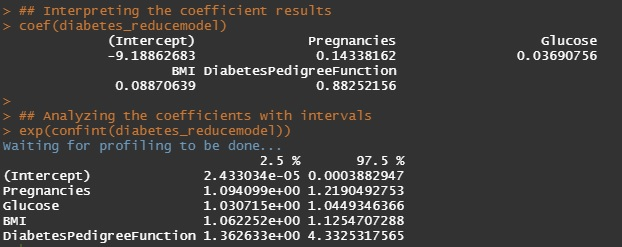 > ## Interpreting the coefficient results
> coef(diabetes_reducemodel)
(Intercept) Pregnancies Glucose
-9.18862683 0.14338162 0.03690756
BMI DiabetesPedigreeFunction
0.08870639 0.88252156
>
> ## Analyzing the coefficients with intervals
> exp(confint(diabetes_reducemodel))
Waiting for profiling to be done...
2.5 % 97.5 %
(Intercept) 2.433034e-05 0.0003882947
Pregnancies 1.094099e+00 1.2190492753
Glucose 1.030715e+00 1.0449346366
BMI 1.062252e+00 1.1254707288
DiabetesPedigreeFunction 1.362633e+00 4.3325317565